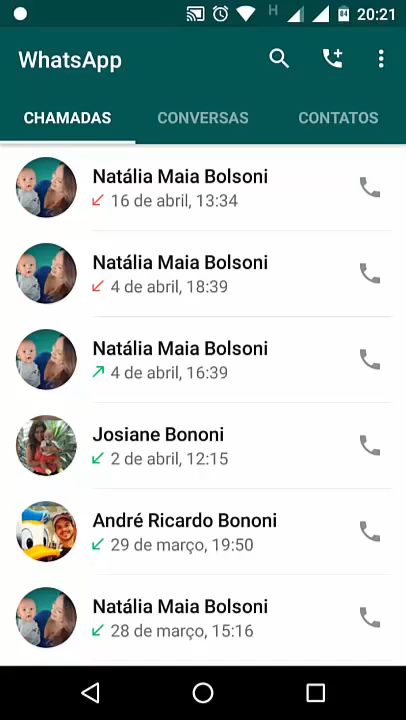 20:21
WhatsApp
CHAMADAS CONVERSAS CONTATOS
Natália Maia Bolsoni
16 de abril, 13:34
Natália Maia Bolsoni
4 de abril, 18:39
Natália Maia Bolsoni
4 de abril, 16:39
Josiane Bononi
2 de abril, 12:15
André Ricardo Bononi
29 de março, 19:50
Natália Maia Bolsoni
28 de março, 15:16